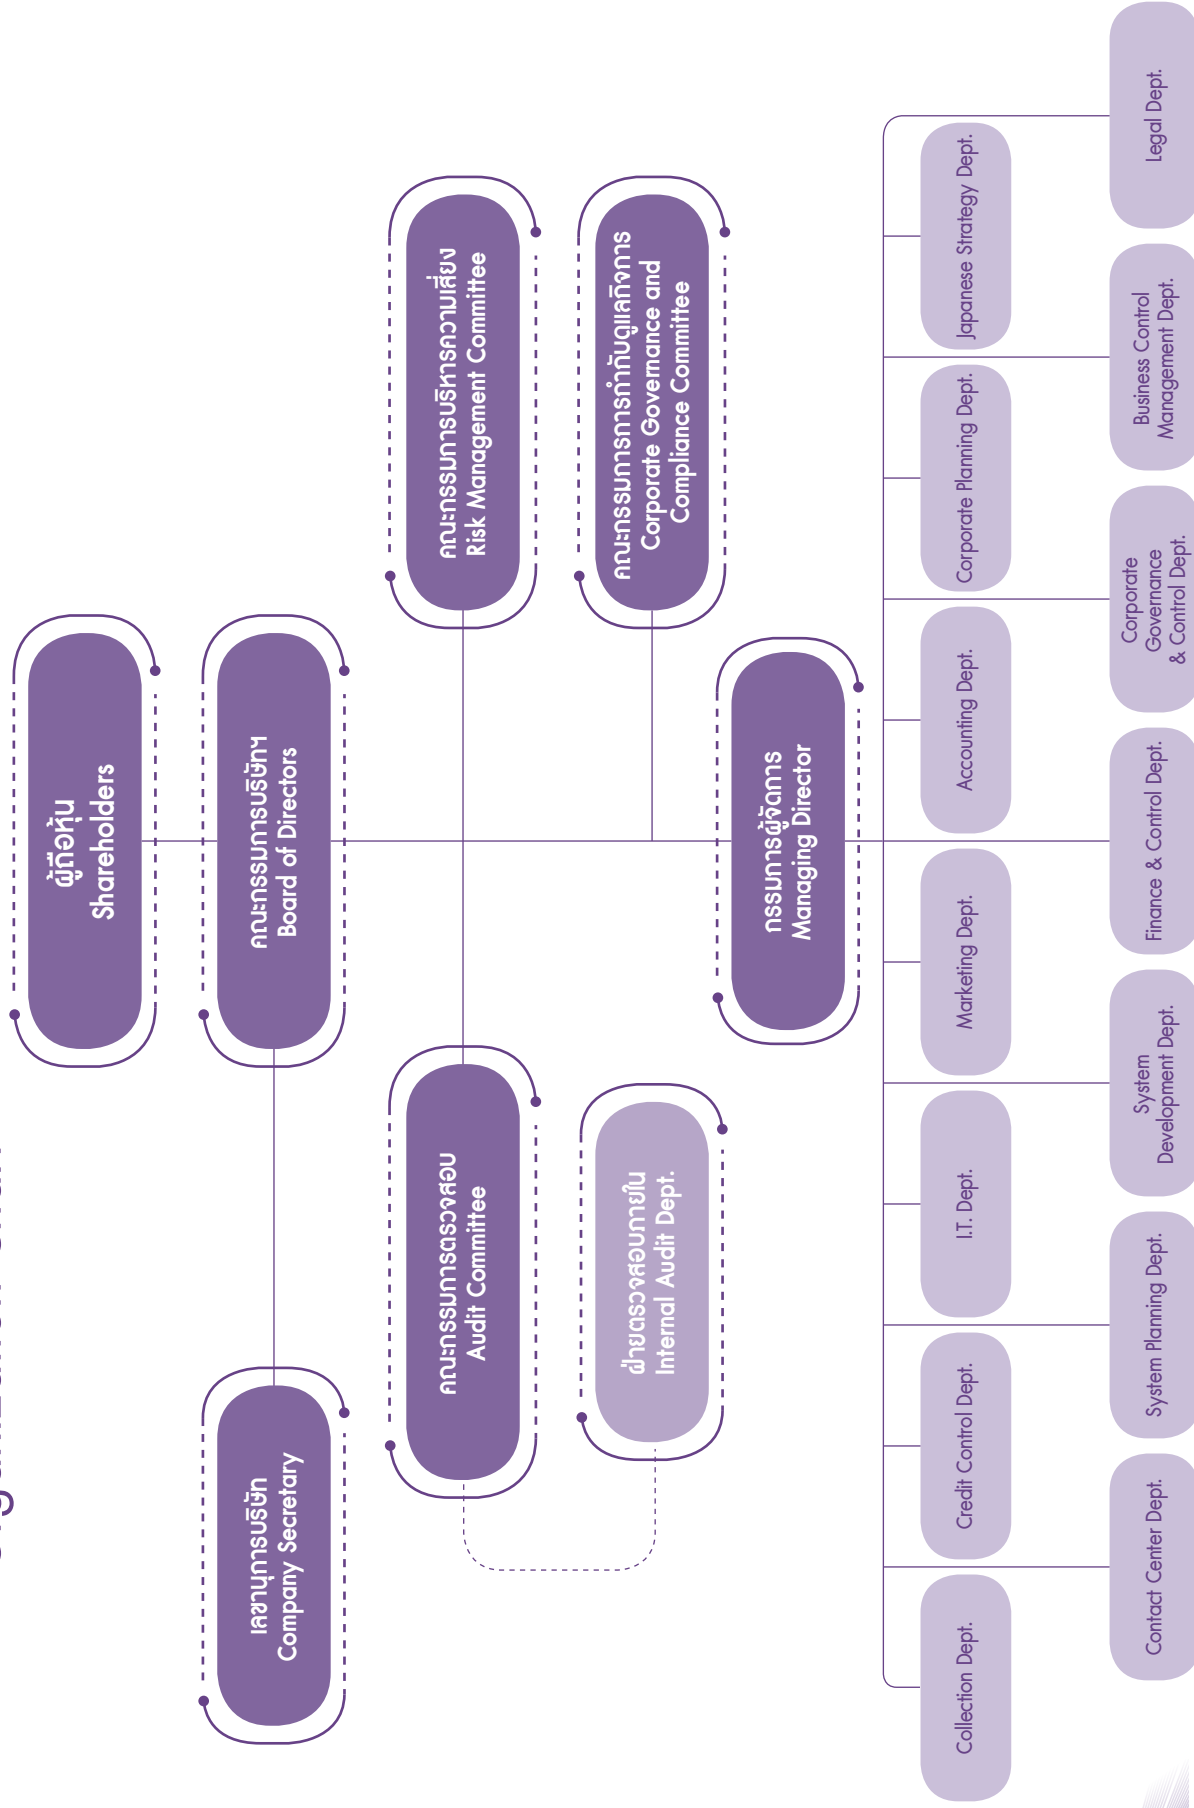 ผู้ถือหุ้น
Shareholders
เลขานุการบริษัท
Company Secretary
คณะกรรมการบริษัทฯ
Board of Directors
คณะกรรมการตรวจสอบ
Audit Committee
คณะกรรมการบริหารความเสี่ยง
Risk Management Committee
ฝ่ายตรวจสอบภายใน
Internal Audit Dept.
คณะกรรมการการกำกับดูแลกิจการ
Corporate Governance and
Compliance Committee
กรรมการผู้จัดการ
Managing Director
Collection Dept.
Credit Control Dept.
I.T. Dept.
Marketing Dept.
Accounting Dept.
Corporate Planning Dept.
Japanese Strategy Dept.
Contact Center Dept.
System Planning Dept.
System
Development Dept.
Finance & Control Dept.
Corporate
Governance
& Control Dept.
Business Control
Management Dept.
Legal Dept.